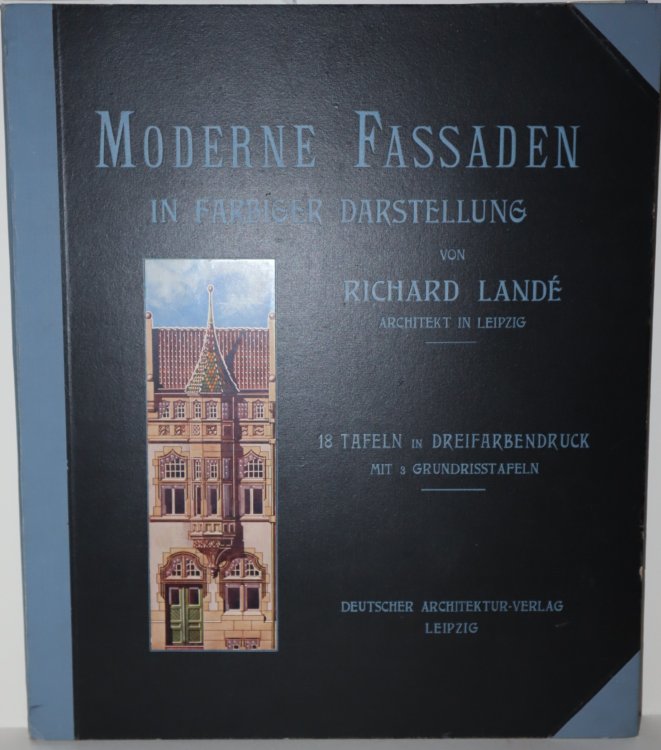 MODERNE FASSADEN
IN FARBIGER DARSTELLUNG
VON
RICHARD LANDÉ
ARCHITEKT IN LEIPZIG
18 TAFELN IN DREIFARBENDRUCK
MIT 3 GRUNDRISSTAFELN
DEUTSCHER ARCHITEKTUR-VERLAG
LEIPZIG